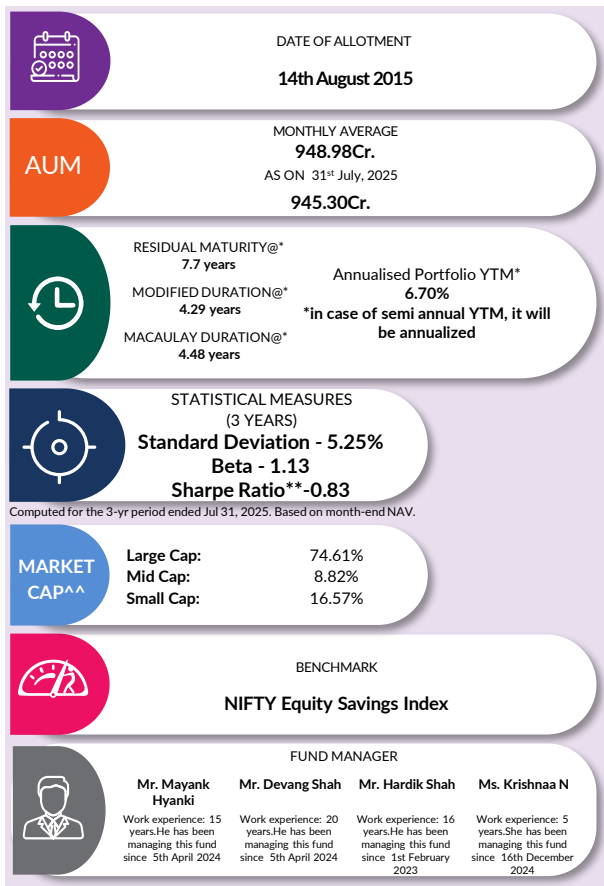 DATE OF ALLOTMENT
14th August 2015
AUM
MONTHLY AVERAGE
948.98Cr.
AS ON 31st July, 2025
945.30Cr.
RESIDUAL MATURITY@*
7.7 years
MODIFIED DURATION@*
4.29 years
MACAULAY DURATION@*
4.48 years
Annualised Portfolio YTM*
6.70%
*in case of semi annual YTM, it will
be annualized
STATISTICAL MEASURES
(3 YEARS)
Standard Deviation - 5.25%
Beta - 1.13
Sharpe Ratio**-0.83
Computed for the 3-yr period ended Jul 31, 2025. Based on month-end NAV.
MARKET
CAP^^
Large Cap: 74.61%
Mid Cap: 8.82%
Small Cap: 16.57%
BENCHMARK
NIFTY Equity Savings Index
FUND MANAGER
Mr. Mayank
Hyanki
Work experience: 15
years.He has been
managing this fund
since 5th April 2024
Mr. Devang Shah
Work experience: 20
years.He has been
managing this fund
since 5th April 2024
Mr. Hardik Shah
Work experience: 16
years.He has been
managing this fund
since 1st February
2023
Ms. Krishnaa N
Work experience: 5
years.She has been
managing this fund
since 16th December
2024